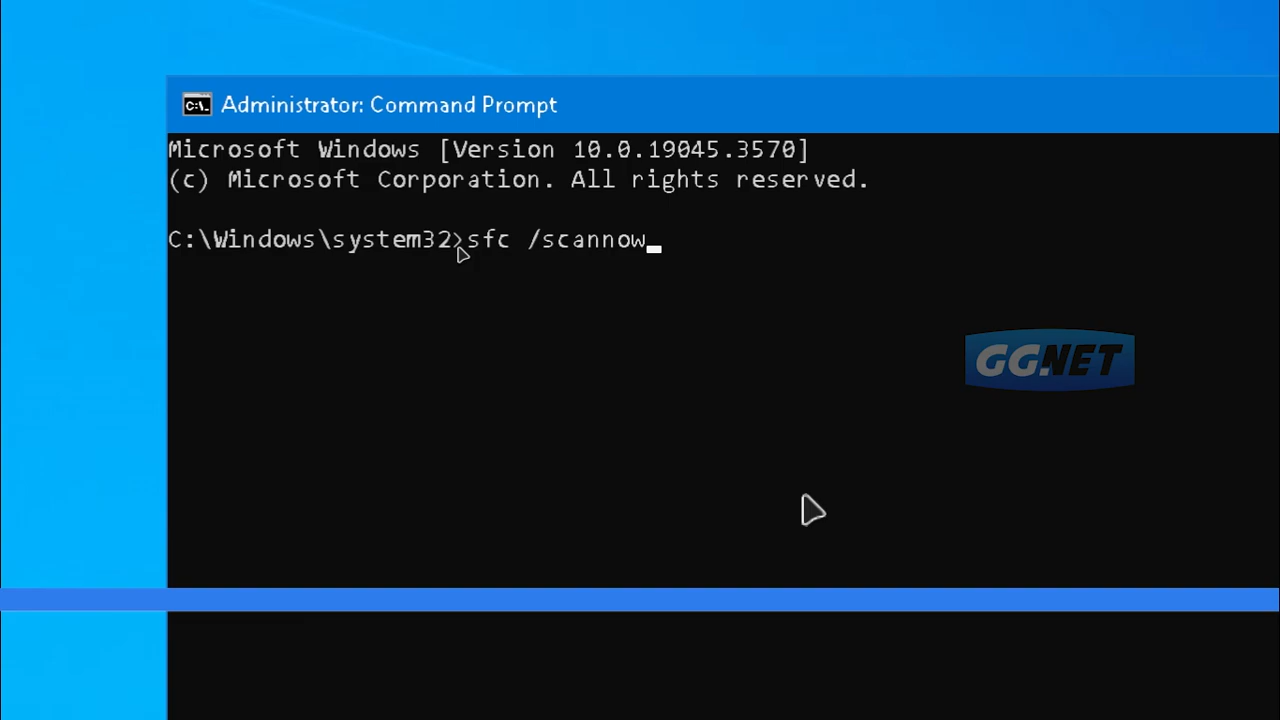 Administrator: Command Prompt
Microsoft Windows [Version 10.0.19045.3570]
(c) Microsoft Corporation. All rights reserved.
C:\Windows\system32>sfc /scannow
GG.NET